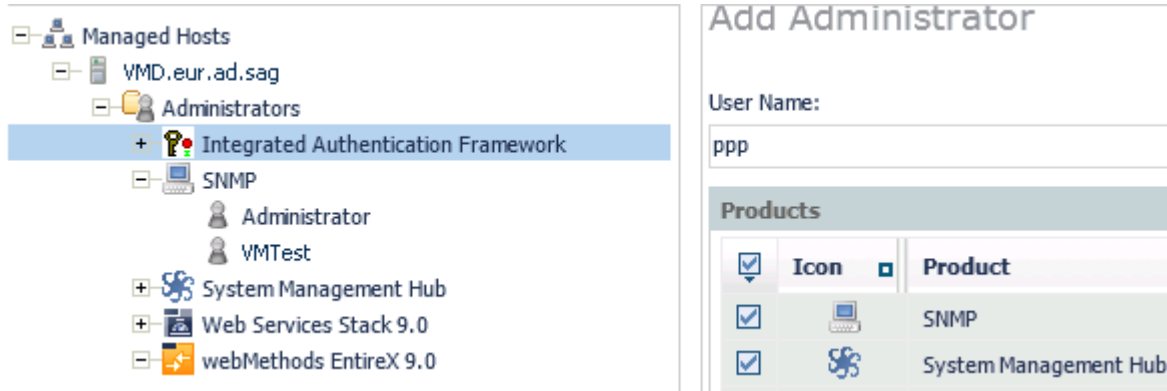 Managed Hosts
VMD.eur.ad.sag
Administrators
Integrated Authentication Framework
SNMP
Administrator
VMTest
System Management Hub
Web Services Stack 9.0
webMethods EntireX 9.0
Add Administrator
User Name:
ppp
Products
Icon Product
SNMP
System Management Hub